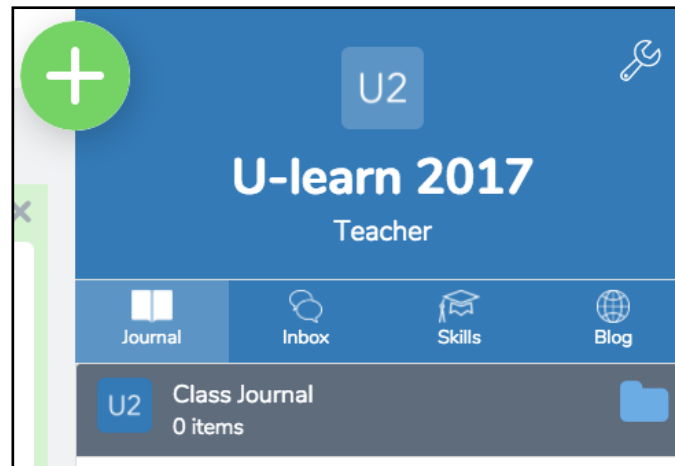 U2
U-learn 2017
Teacher
Journal Inbox Skills Blog
U2
Class Journal
0 items